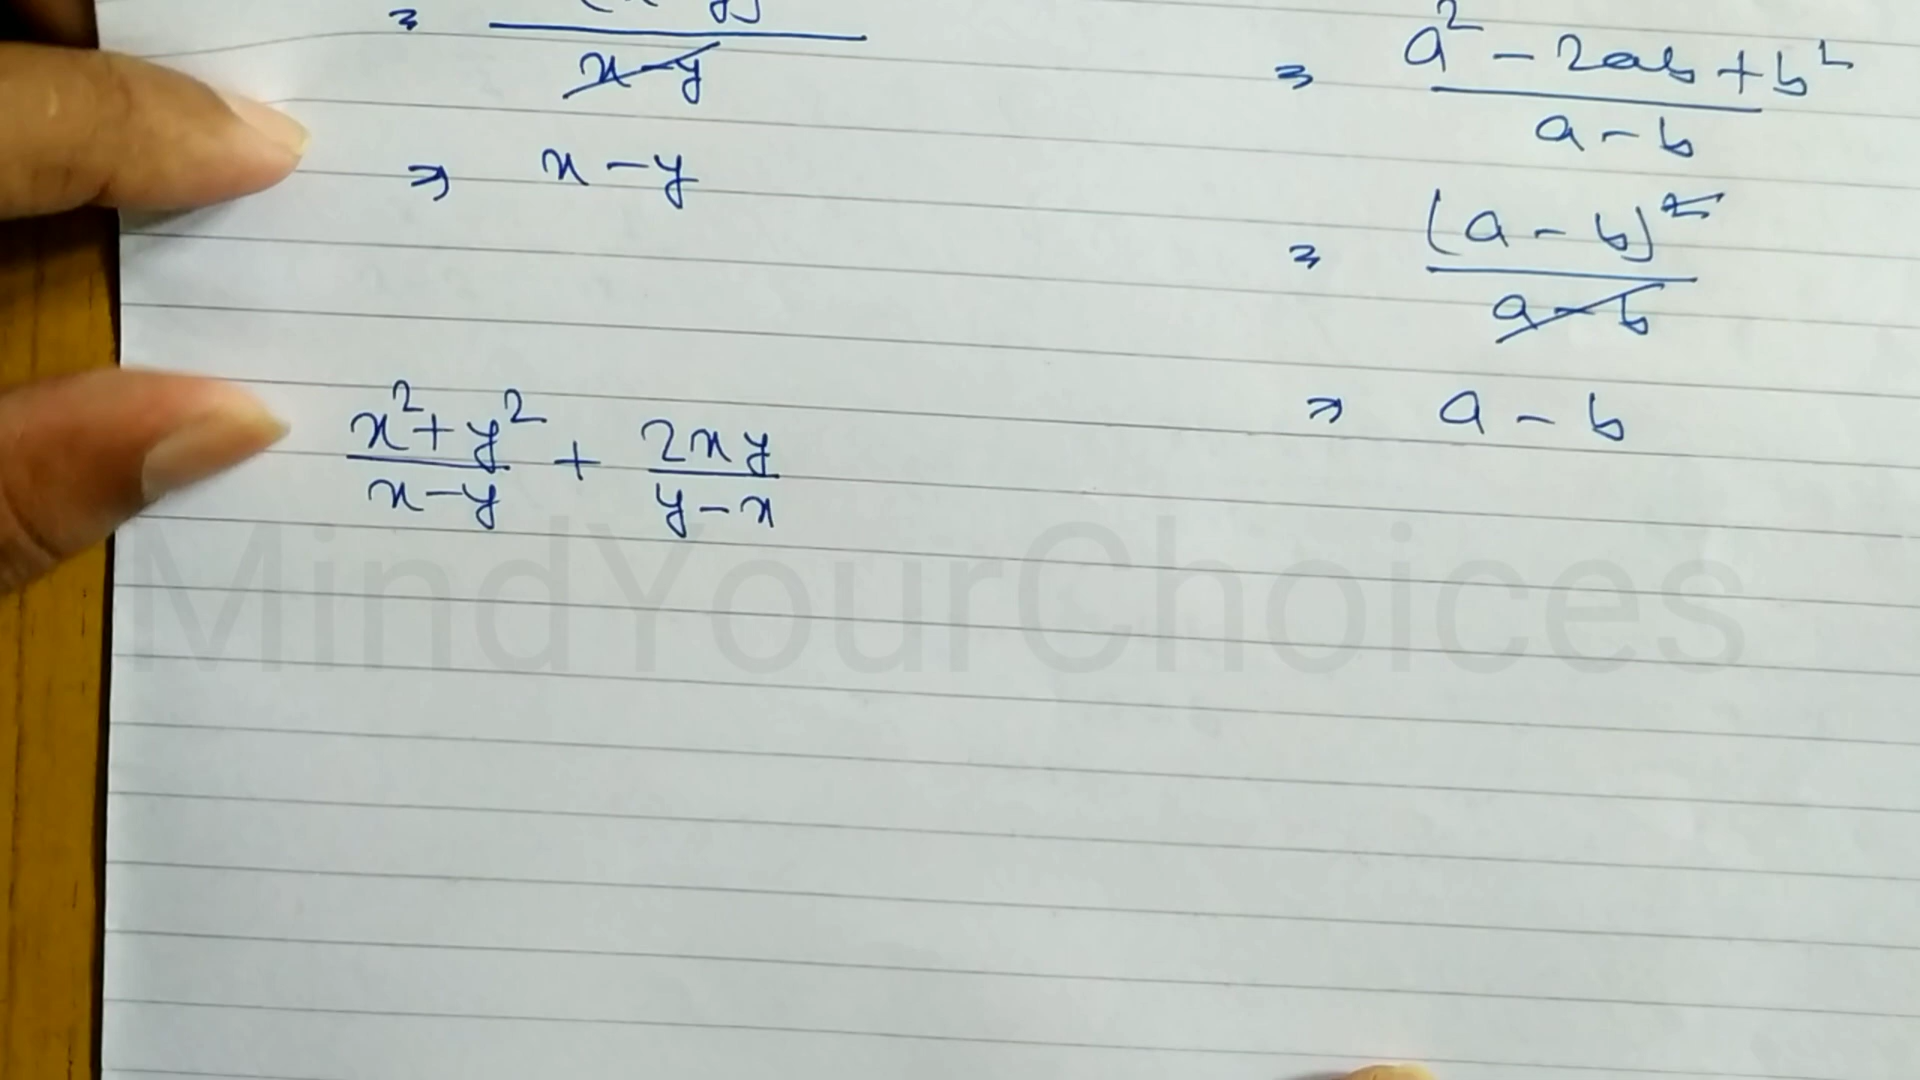 ⇒ x-y
x²+y²/x-y + 2xy/y-x
⇒ a²-2ab+b²/a-b
⇒ (a-b)²/a-b
⇒ a-b
MindYourChoices